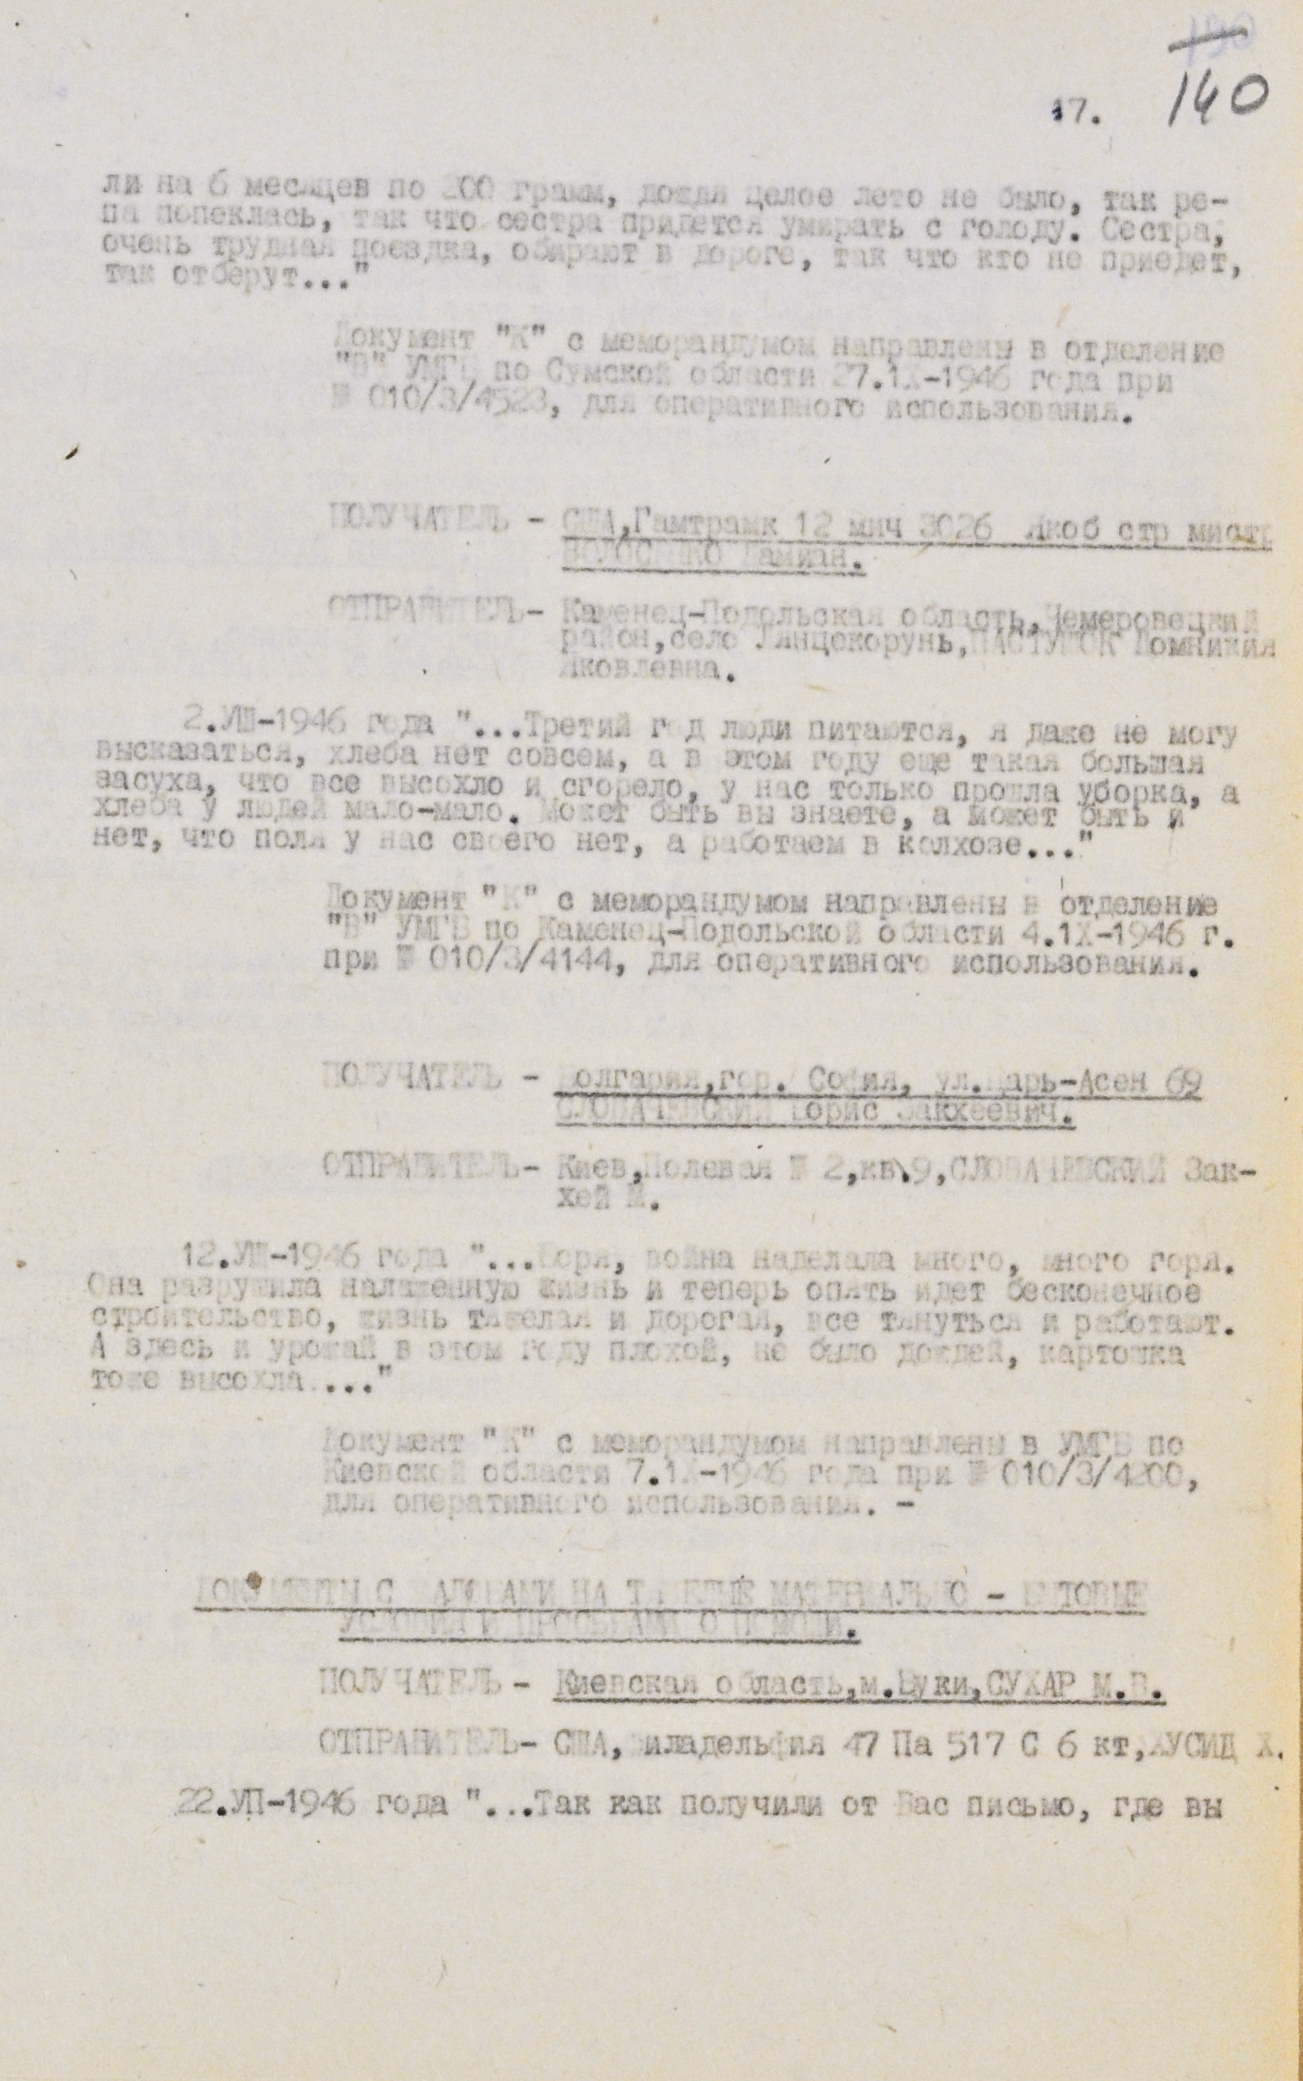 190
17. 140
ли на 6 месяцев по 200 грамм, дождя целое лето не было, так ре-
па попеклась, так что сестра придется умирать с голоду. Сестра,
очень трудная поездка, обирают в дороге, так что кто не приедет,
так отберут..."
Документ "К" с меморандумом направлены в отделение
"В" УМГБ по Сумской области 27.1Х-1946 года при
№ 010/3/4523, для оперативного использования.
ПОЛУЧАТЕЛЬ - США,Гамтрамк 12 мич 3026 Якоб стр мистр
Дамиан.
ОТПРАВИТЕЛЬ- Каменец-Подольская область,Чемеровецкий
район,село Лянцекорунь,ПАСТУШОК Домникия
Яковлевна.
2.УШ-1946 года "...Третий год люди питаются, я даже не могу
высказаться, хлеба нет совсем, а в этом году еще такая большая
засуха, что все высохло и сгорело, у нас только прошла уборка, а
хлеба у людей мало-мало. Может быть вы знаете, а может быть и
нет, что поля у нас своего нет, а работаем в колхозе..."
Документ "К" с меморандумом направлены в отделение
"В" УМГБ по Каменец-Подольской области 4.1Х-1946 г.
при № 010/3/4144, для оперативного использования.
ПОЛУЧАТЕЛЬ - Болгария,гор. София, ул.Царь-Асен 69
СЛОВАЧЕВСКИЙ Борис Закхеевич.
ОТПРАВИТЕЛЬ- Киев,Полевая № 2,кв.9,СЛОВАЧЕВСКИЙ Зак-
хей М.
12.УШ-1946 года "...Боря, война наделала много, много горя.
Она разрушила налаженную жизнь и теперь опять идет бесконечное
строительство, жизнь тяжелая и дорогая, все тянуться и работают.
А здесь и урожай в этом году плохой, не было дождей, картошка
тоже высохла...."
Документ "К" с меморандумом направлены в УМГБ по
Киевской области 7.1Х-1946 года при № 010/3/4200,
для оперативного использования. -
ДОКУМЕНТЫ С ЖАЛОБАМИ НА ТЯЖЕЛЫЕ МАТЕРИАЛЬНО - БЫТОВЫЕ
УСЛОВИЯ И ПРОСЬБАМИ О ПОМОЩИ.
ПОЛУЧАТЕЛЬ - Киевская область,м.Буки,СУХАР М.В.
ОТПРАВИТЕЛЬ- США,Филадельфия 47 Па 517 С 6 кт,ХУСИД Х.
22.УП-1946 года "...Так как получили от Вас письмо, где вы